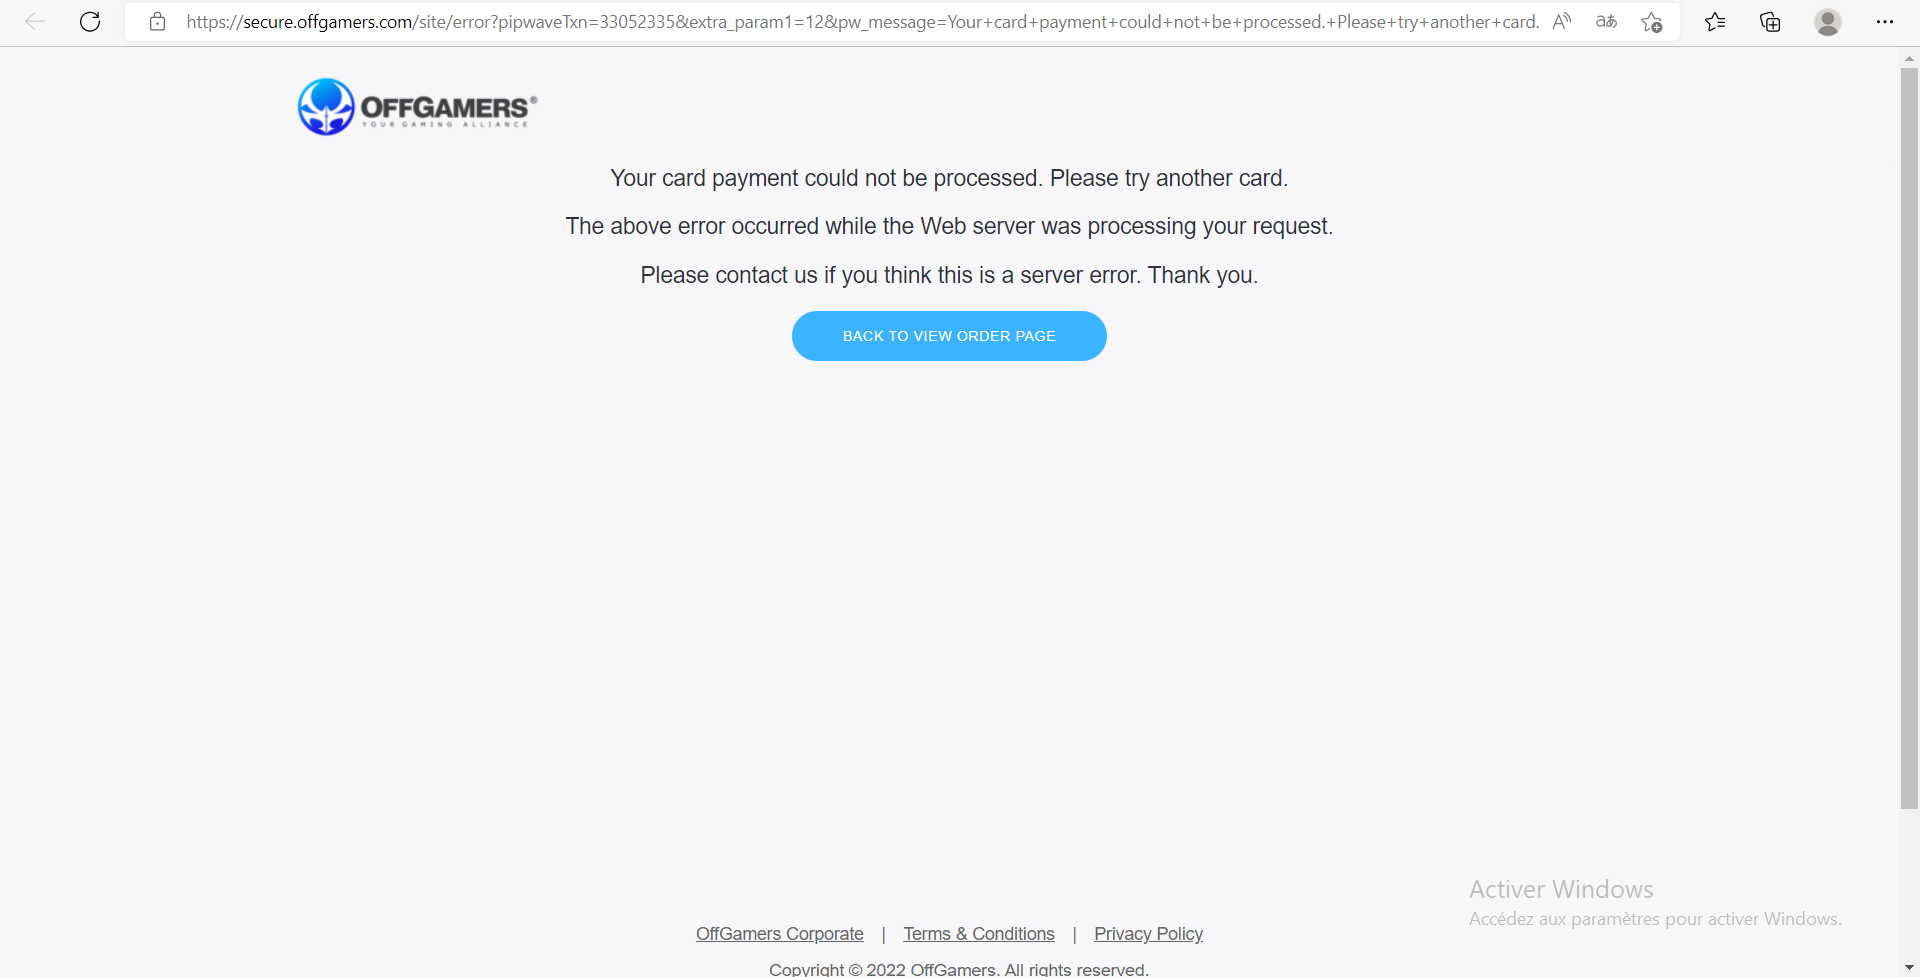 https://secure.offgamers.com/site/error?pipwaveTxn=33052335&extra_param1=12&pw_message=Your+card+payment+could+not+be+processed.+Please+try+another+card.
OFFGAMERS®
YOUR GAMING ALLIANCE
Your card payment could not be processed. Please try another card.
The above error occurred while the Web server was processing your request.
Please contact us if you think this is a server error. Thank you.
BACK TO VIEW ORDER PAGE
Activer Windows
Accédez aux paramètres pour activer Windows.
OffGamers Corporate | Terms & Conditions | Privacy Policy
Copyright © 2022 OffGamers. All rights reserved.